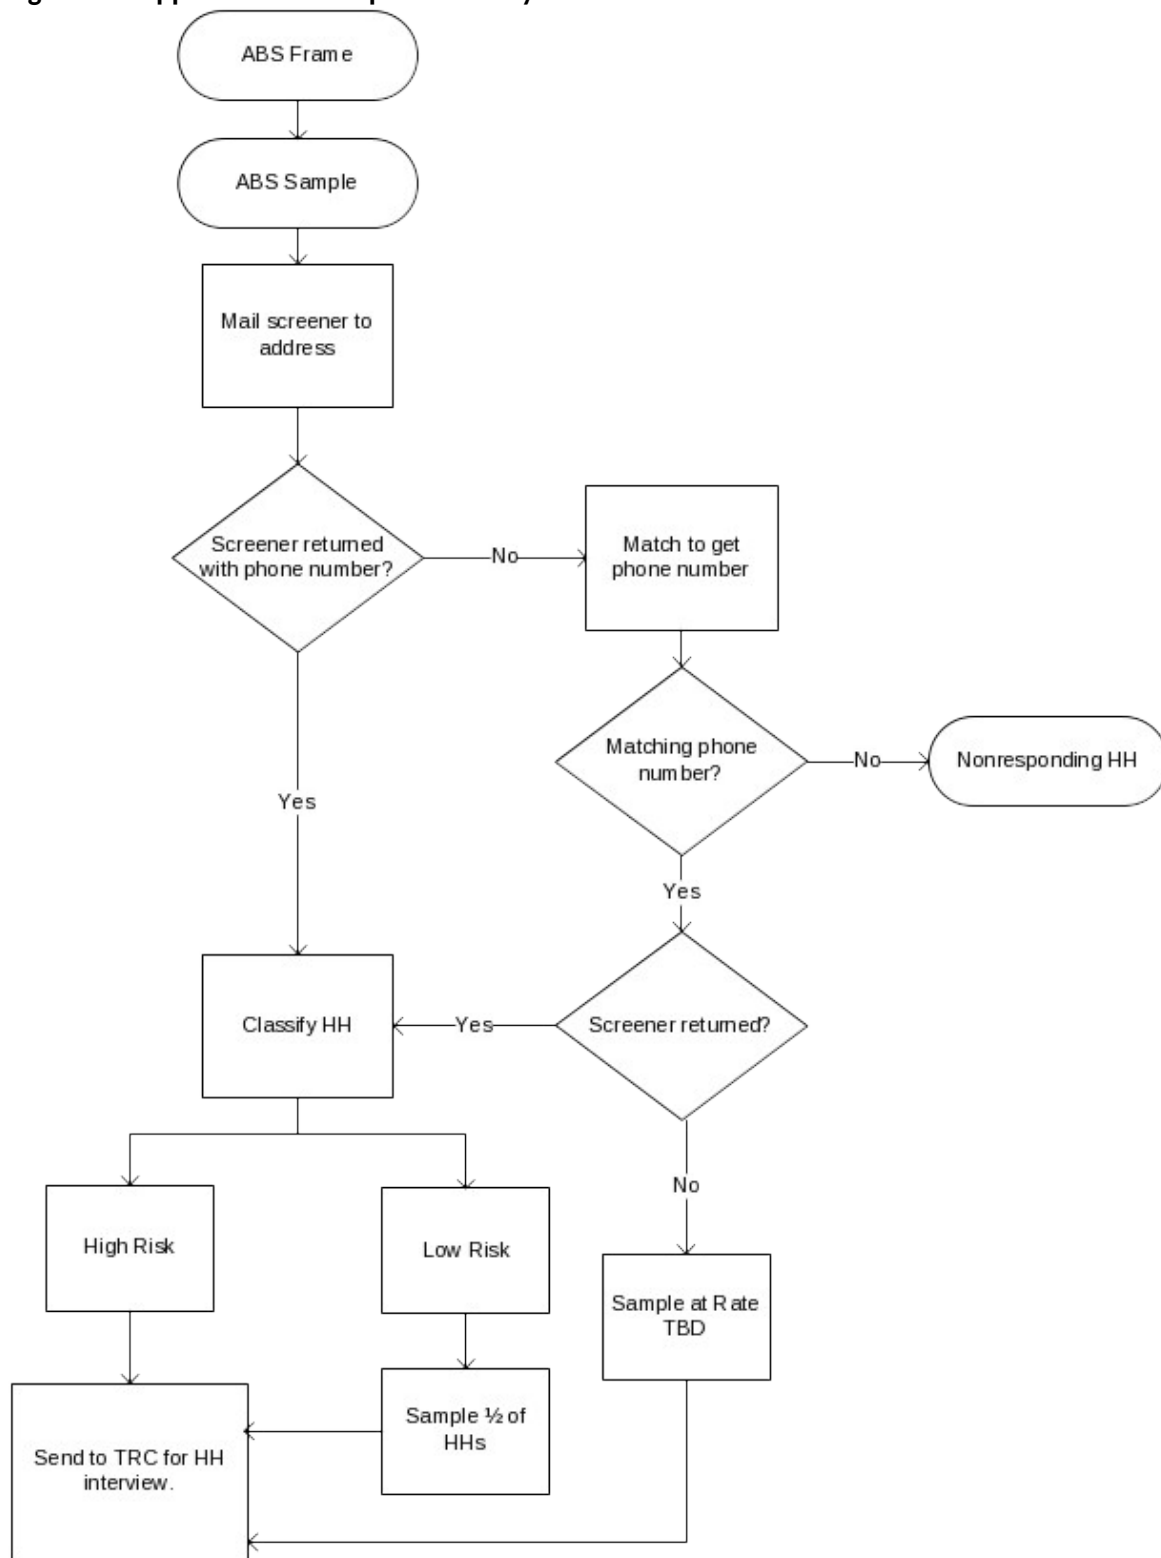 ABS Frame
ABS Sample
Mail screener to
address
Screener returned
with phone number?
No
Match to get
phone number
Matching phone
number?
No
Nonresponding HH
Yes
Yes
Classify HH
Yes
Screener returned?
No
High Risk
Low Risk
Sample at Rate
TBD
Sample ½ of
HHs
Send to TRC for HH
interview.